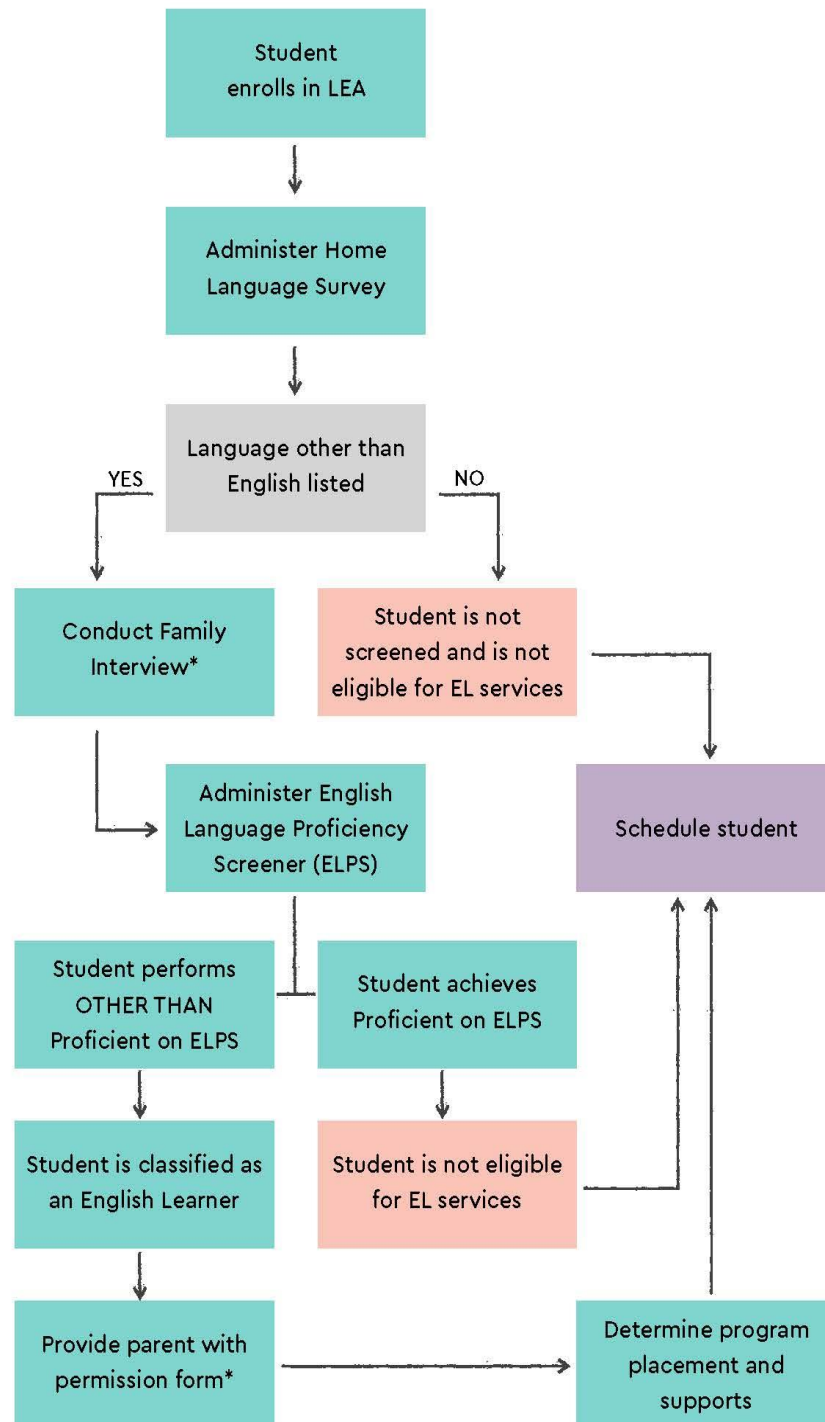 Student
enrolls in LEA
Administer Home
Language Survey
Language other than
English listed
YES
NO
Conduct Family
Interview*
Student is not
screened and is not
eligible for EL services
Administer English
Language Proficiency
Screener (ELPS)
Schedule student
Student performs
OTHER THAN
Proficient on ELPS
Student achieves
Proficient on ELPS
Student is classified as
an English Learner
Student is not eligible
for EL services
Provide parent with
permission form*
Determine program
placement and
supports